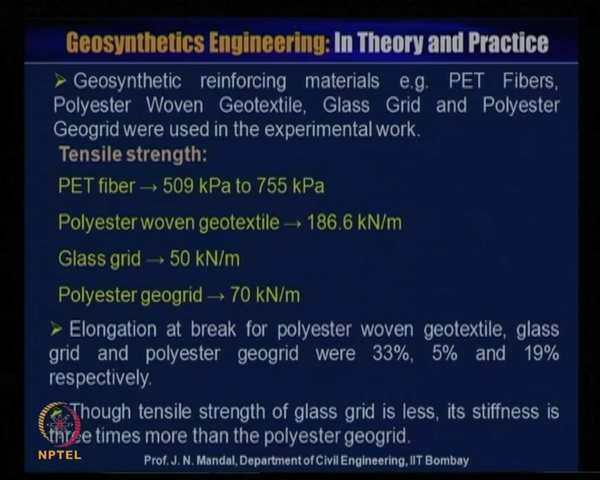 Geosynthetics Engineering: In Theory and Practice
➢ Geosynthetic reinforcing materials e.g. PET Fibers,
Polyester Woven Geotextile, Glass Grid and Polyester
Geogrid were used in the experimental work.
Tensile strength:
PET fiber → 509 kPa to 755 kPa
Polyester woven geotextile → 186.6 kN/m
Glass grid → 50 kN/m
Polyester geogrid → 70 kN/m
➢ Elongation at break for polyester woven geotextile, glass
grid and polyester geogrid were 33%, 5% and 19%
respectively.
➢ Though tensile strength of glass grid is less, its stiffness is
three times more than the polyester geogrid.
NPTEL
Prof. J. N. Mandal, Department of Civil Engineering, IIT Bombay